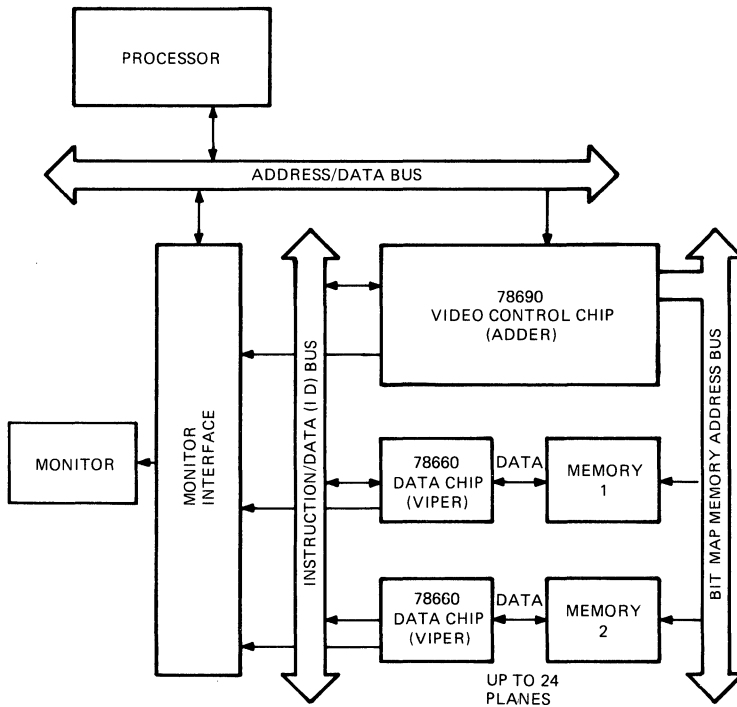 PROCESSOR
ADDRESS/DATA BUS
78690
VIDEO CONTROL CHIP
(ADDER)
INSTRUCTION/DATA (I D) BUS
BIT MAP MEMORY ADDRESS BUS
MONITOR
INTERFACE
MONITOR
78660
DATA CHIP
(VIPER)
DATA
MEMORY
1
78660
DATA CHIP
(VIPER)
DATA
MEMORY
2
UP TO 24
PLANES